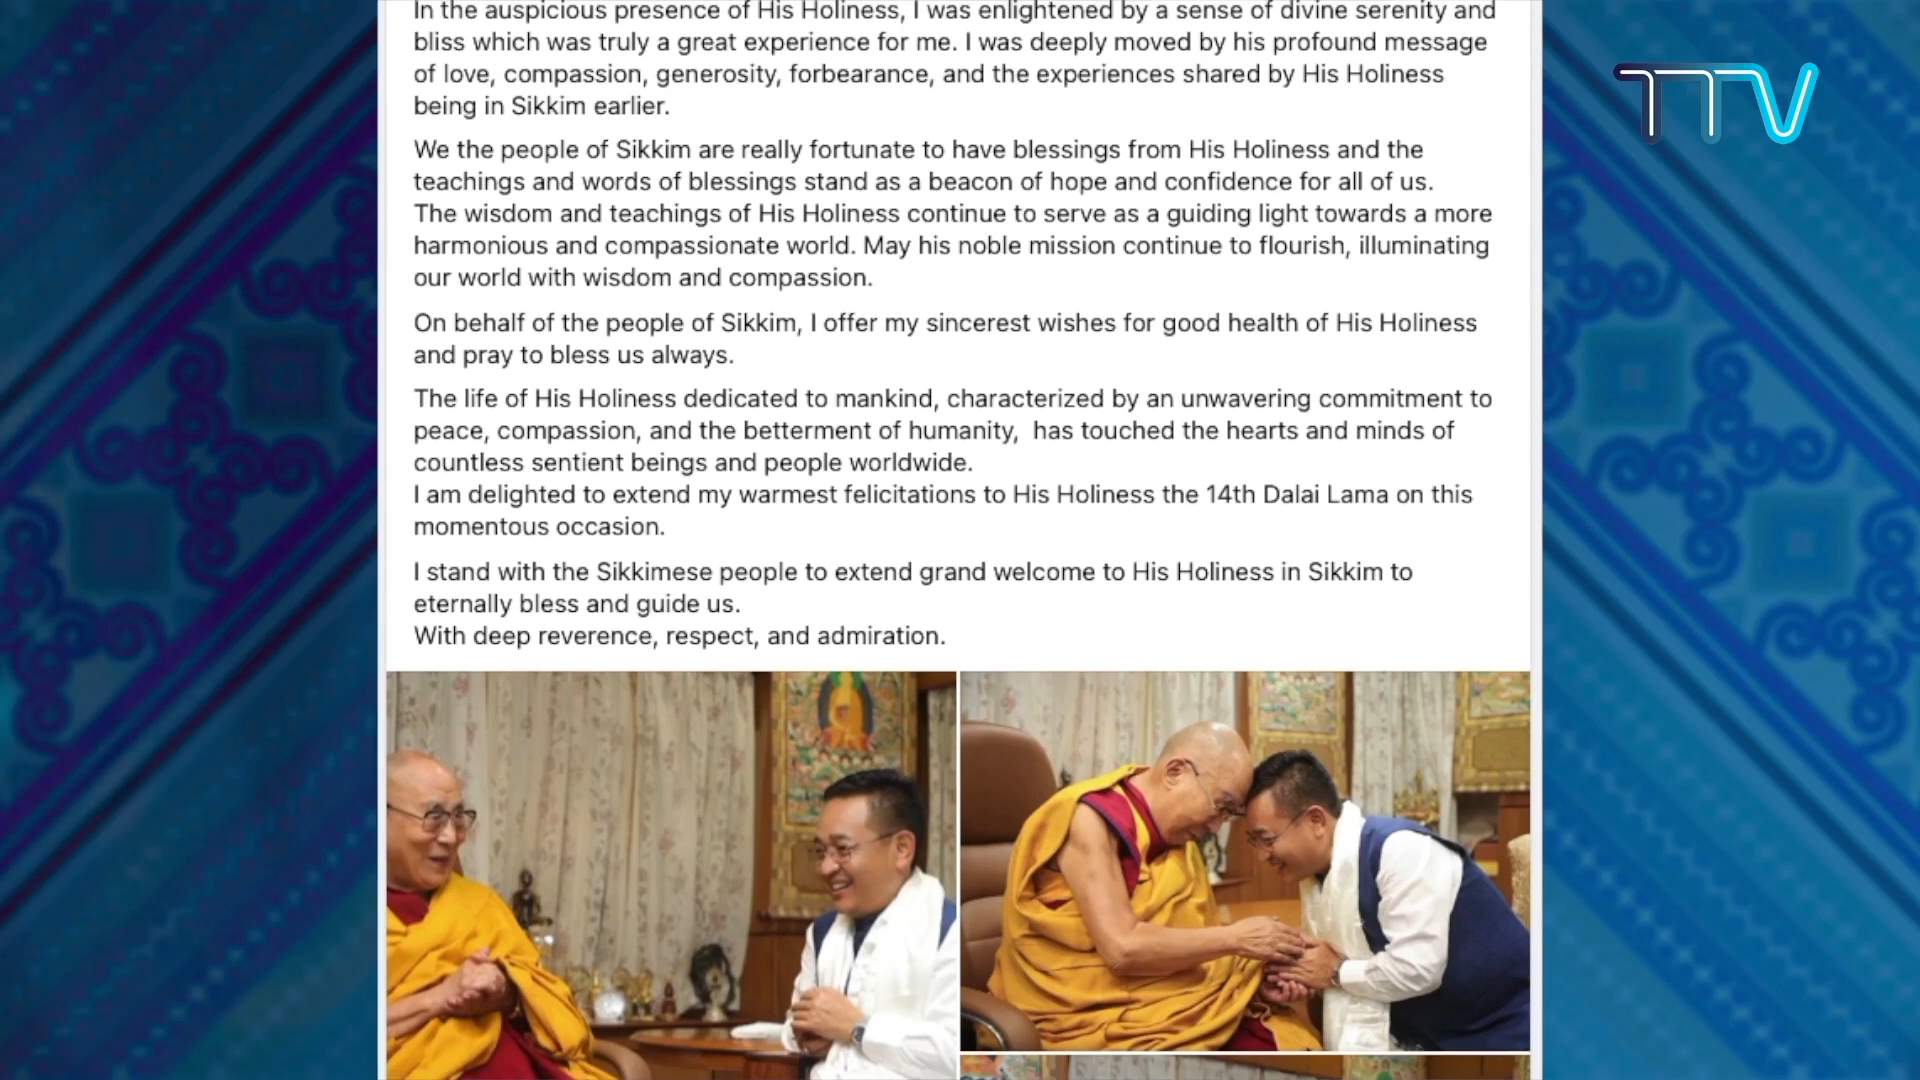 In the auspicious presence of His Holiness, I was enlightened by a sense of divine serenity and
bliss which was truly a great experience for me. I was deeply moved by his profound message
of love, compassion, generosity, forbearance, and the experiences shared by His Holiness
being in Sikkim earlier.
We the people of Sikkim are really fortunate to have blessings from His Holiness and the
teachings and words of blessings stand as a beacon of hope and confidence for all of us.
The wisdom and teachings of His Holiness continue to serve as a guiding light towards a more
harmonious and compassionate world. May his noble mission continue to flourish, illuminating
our world with wisdom and compassion.
On behalf of the people of Sikkim, I offer my sincerest wishes for good health of His Holiness
and pray to bless us always.
The life of His Holiness dedicated to mankind, characterized by an unwavering commitment to
peace, compassion, and the betterment of humanity,  has touched the hearts and minds of
countless sentient beings and people worldwide.
I am delighted to extend my warmest felicitations to His Holiness the 14th Dalai Lama on this
momentous occasion.
I stand with the Sikkimese people to extend grand welcome to His Holiness in Sikkim to
eternally bless and guide us.
With deep reverence, respect, and admiration.
TTV